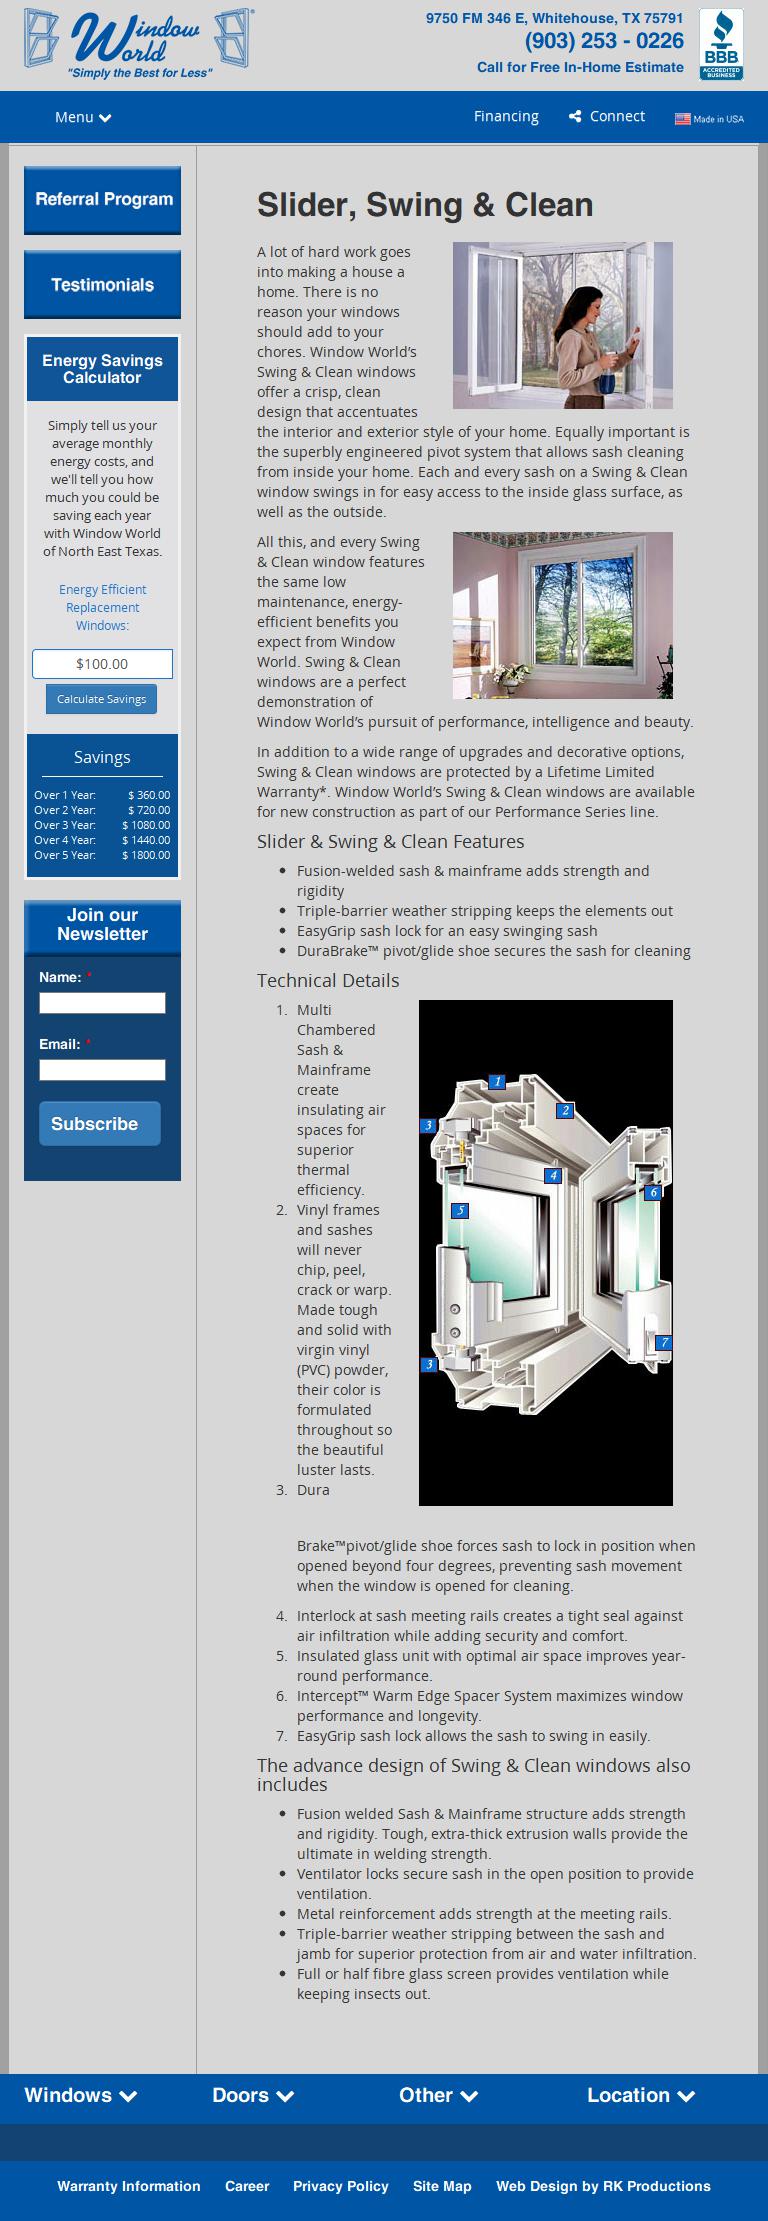 Window World
"Simply the Best for Less"
9750 FM 346 E, Whitehouse, TX 75791
(903) 253 - 0226
Call for Free In-Home Estimate
BBB
ACCREDITED BUSINESS
Menu
Financing
Connect
Made in USA
Referral Program
Testimonials
Energy Savings
Calculator
Simply tell us your
average monthly
energy costs, and
we'll tell you how
much you could be
saving each year
with Window World
of North East Texas.
Energy Efficient
Replacement
Windows:
$100.00
Calculate Savings
Savings
Over 1 Year: $ 360.00
Over 2 Year: $ 720.00
Over 3 Year: $ 1080.00
Over 4 Year: $ 1440.00
Over 5 Year: $ 1800.00
Join our
Newsletter
Name: *
Email: *
Subscribe
Slider, Swing & Clean
A lot of hard work goes
into making a house a
home. There is no
reason your windows
should add to your
chores. Window World’s
Swing & Clean windows
offer a crisp, clean
design that accentuates
the interior and exterior style of your home. Equally important is
the superbly engineered pivot system that allows sash cleaning
from inside your home. Each and every sash on a Swing & Clean
window swings in for easy access to the inside glass surface, as
well as the outside.
All this, and every Swing
& Clean window features
the same low
maintenance, energy-
efficient benefits you
expect from Window
World. Swing & Clean
windows are a perfect
demonstration of
Window World’s pursuit of performance, intelligence and beauty.
In addition to a wide range of upgrades and decorative options,
Swing & Clean windows are protected by a Lifetime Limited
Warranty*. Window World’s Swing & Clean windows are available
for new construction as part of our Performance Series line.
Slider & Swing & Clean Features
• Fusion-welded sash & mainframe adds strength and
rigidity
• Triple-barrier weather stripping keeps the elements out
• EasyGrip sash lock for an easy swinging sash
• DuraBrake™ pivot/glide shoe secures the sash for cleaning
Technical Details
1. Multi
Chambered
Sash &
Mainframe
create
insulating air
spaces for
superior
thermal
efficiency.
2. Vinyl frames
and sashes
will never
chip, peel,
crack or warp.
Made tough
and solid with
virgin vinyl
(PVC) powder,
their color is
formulated
throughout so
the beautiful
luster lasts.
3. Dura
1
2
3
4
5
6
7
3
Brake™pivot/glide shoe forces sash to lock in position when
opened beyond four degrees, preventing sash movement
when the window is opened for cleaning.
4. Interlock at sash meeting rails creates a tight seal against
air infiltration while adding security and comfort.
5. Insulated glass unit with optimal air space improves year-
round performance.
6. Intercept™ Warm Edge Spacer System maximizes window
performance and longevity.
7. EasyGrip sash lock allows the sash to swing in easily.
The advance design of Swing & Clean windows also
includes
• Fusion welded Sash & Mainframe structure adds strength
and rigidity. Tough, extra-thick extrusion walls provide the
ultimate in welding strength.
• Ventilator locks secure sash in the open position to provide
ventilation.
• Metal reinforcement adds strength at the meeting rails.
• Triple-barrier weather stripping between the sash and
jamb for superior protection from air and water infiltration.
• Full or half fibre glass screen provides ventilation while
keeping insects out.
Windows
Doors
Other
Location
Warranty Information
Career
Privacy Policy
Site Map
Web Design by RK Productions